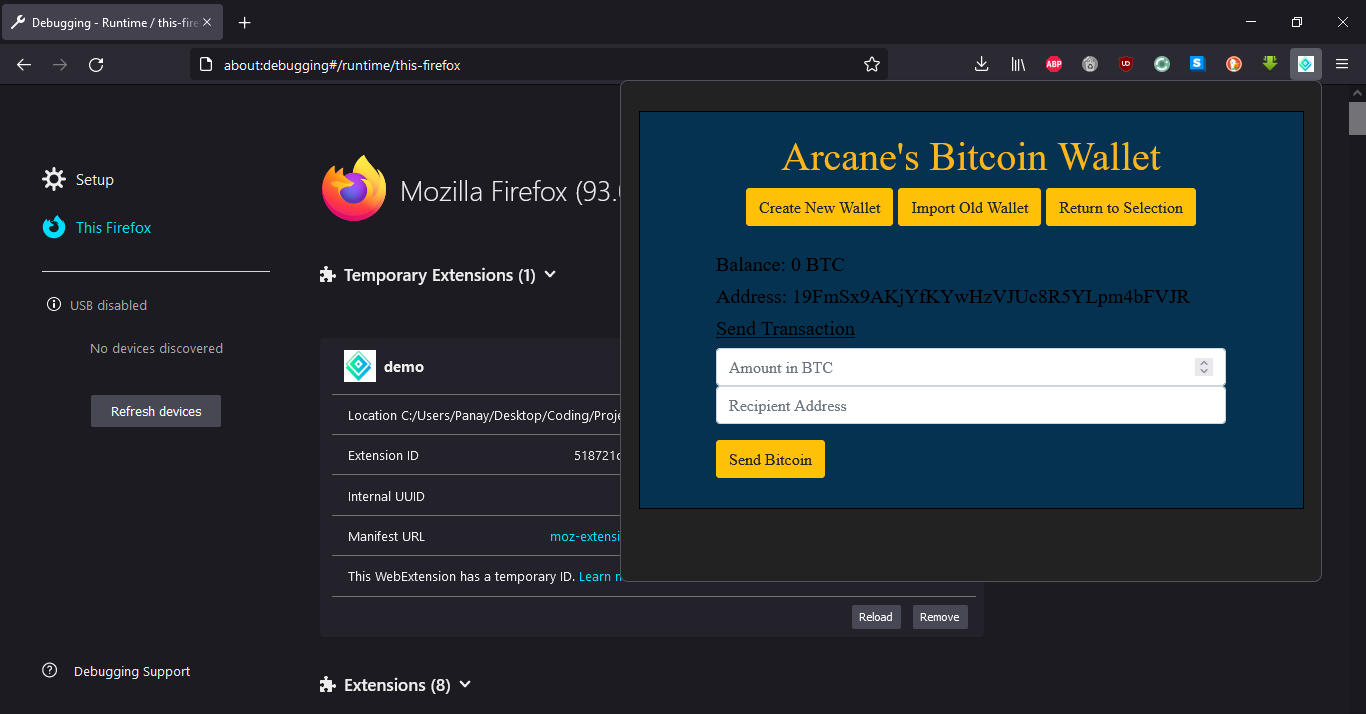 Debugging - Runtime / this-fire
about:debugging#/runtime/this-firefox
ABP
UD
S
Setup
This Firefox
USB disabled
No devices discovered
Refresh devices
Debugging Support
Mozilla Firefox (93.
Temporary Extensions (1)
demo
Location C:/Users/Panay/Desktop/Coding/Proje
Extension ID 518721
Internal UUID
Manifest URL moz-extensi
This WebExtension has a temporary ID. Learn
Reload Remove
Extensions (8)
Arcane's Bitcoin Wallet
Create New Wallet Import Old Wallet Return to Selection
Balance: 0 BTC
Address: 19FmSx9AKjYfKYwHzVJUc8R5YLpm4bFVJR
Send Transaction
Amount in BTC
Recipient Address
Send Bitcoin